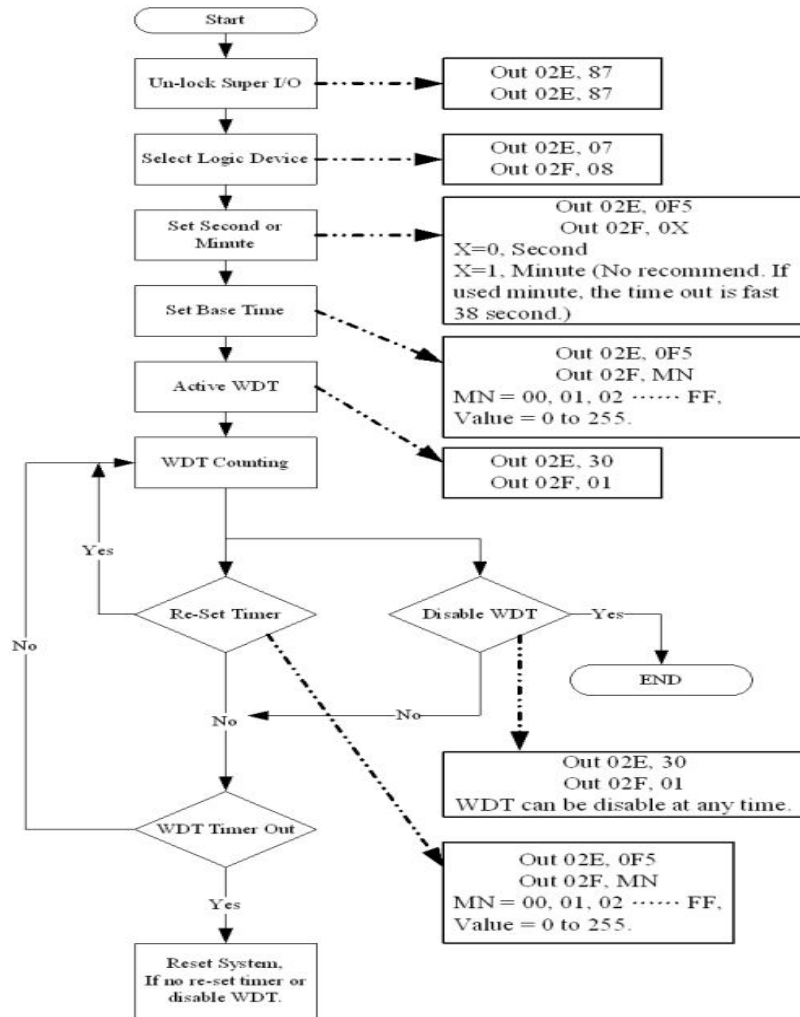 Start
Un-lock Super I/O
Out 02E, 87
Out 02E, 87
Select Logic Device
Out 02E, 07
Out 02F, 08
Set Second or
Minute
Out 02E, 0F5
Out 02F, 0X
X=0, Second
X=1, Minute (No recommend. If
used minute, the time out is fast
38 second.)
Set Base Time
Out 02E, 0F5
Out 02F, MN
MN = 00, 01, 02 ······ FF,
Value = 0 to 255.
Active WDT
Out 02E, 30
Out 02F, 01
WDT Counting
Yes
Re-Set Timer
Disable WDT
Yes
No
END
No
No
Out 02E, 30
Out 02F, 01
WDT can be disable at any time.
WDT Timer Out
Out 02E, 0F5
Out 02F, MN
MN = 00, 01, 02 ······ FF,
Value = 0 to 255.
Yes
Reset System,
If no re-set timer or
disable WDT.